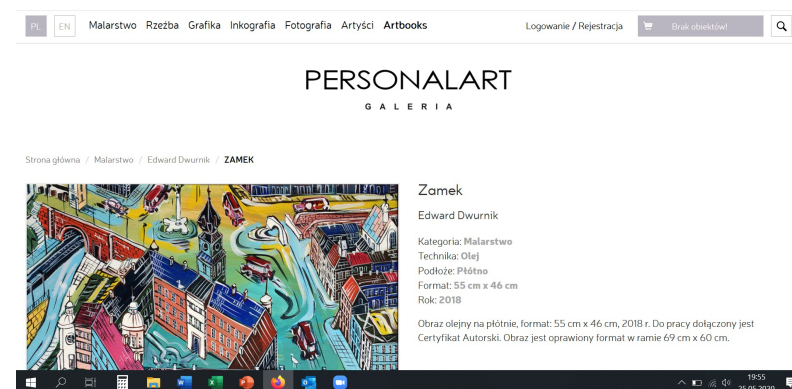 PL EN Malarstwo Rzeźba Grafika Inkografia Fotografia Artyści Artbooks Logowanie / Rejestracja Brak obiektów!
PERSONALART
GALERIA
Strona główna / Malarstwo / Edward Dwurnik / ZAMEK
Zamek
Edward Dwurnik
Kategoria: Malarstwo
Technika: Olej
Podłoże: Płótno
Format: 55 cm x 46 cm
Rok: 2018
Obraz olejny na płótnie, format: 55 cm x 46 cm, 2018 r. Do pracy dołączony jest
Certyfikat Autorski. Obraz jest oprawiony format w ramie 69 cm x 60 cm.
19:55
25.05.2020